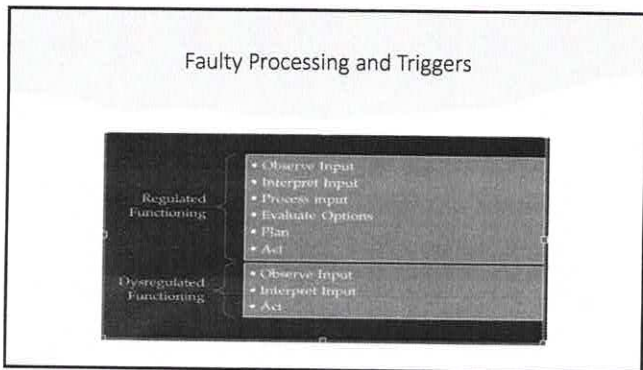 Faulty Processing and Triggers
Regulated
Functioning
• Observe Input
• Interpret Input
• Process input
• Evaluate Options
• Plan
• Act
Dysregulated
Functioning
• Observe Input
• Interpret Input
• Act